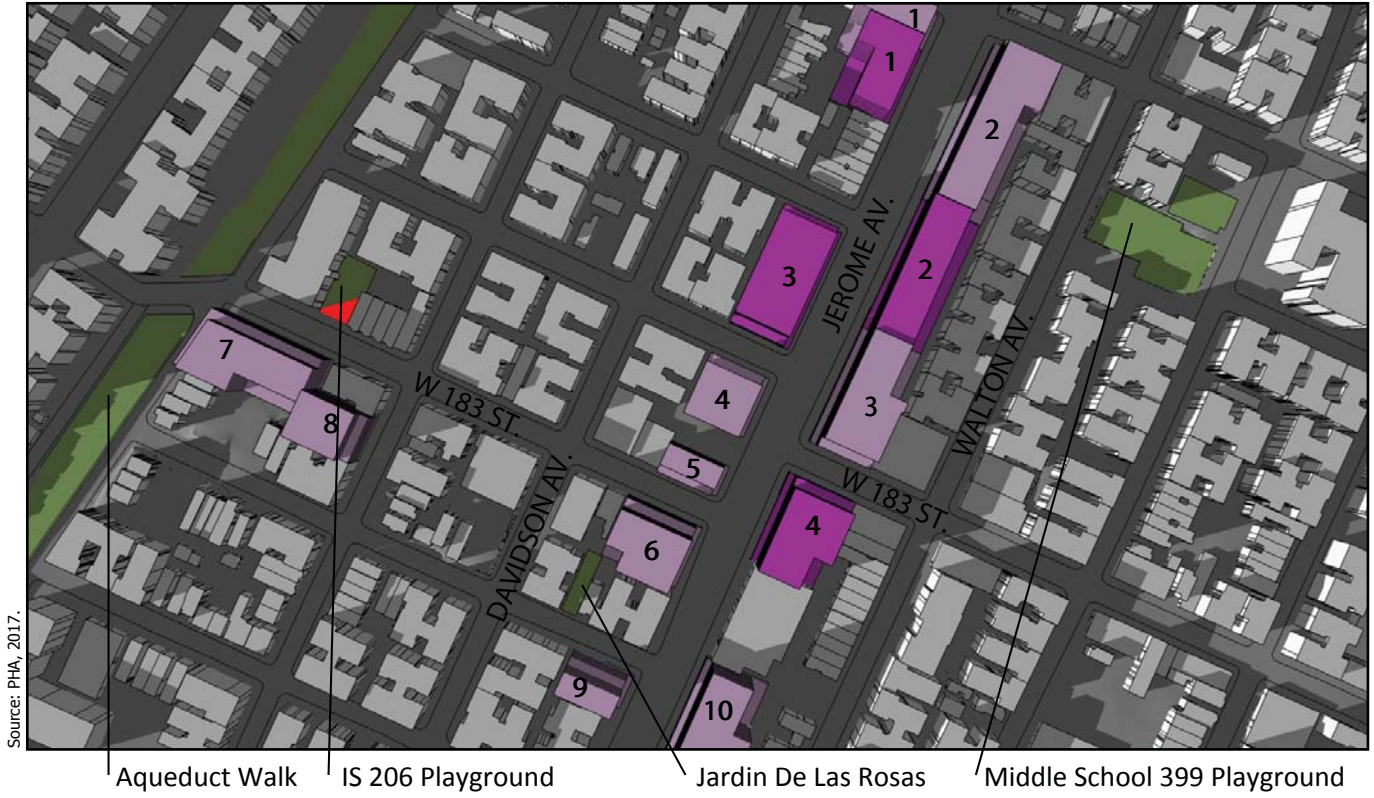 1
1
2
2
3
JEROME AV.
3
4
WALTON AV.
7
8
W 183 ST.
5
W 183 ST.
4
DAVIDSON AV.
6
9
10
Source: PHA, 2017.
Aqueduct Walk
IS 206 Playground
Jardin De Las Rosas
Middle School 399 Playground